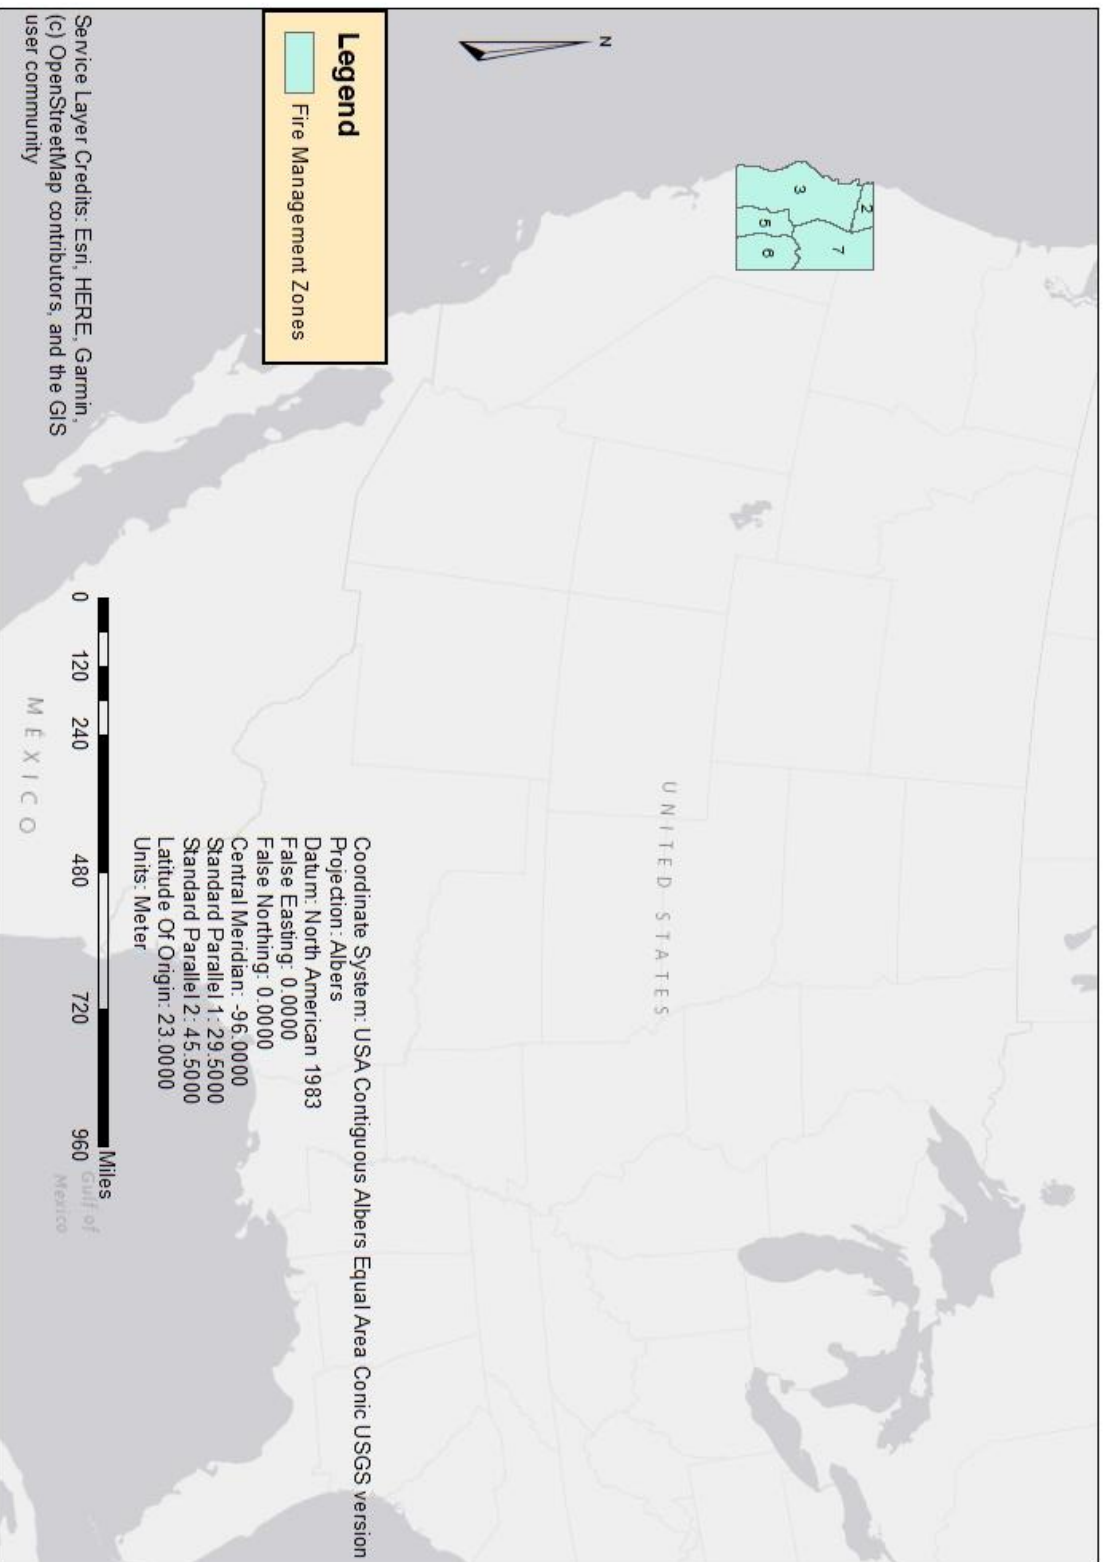 N
2
7
3
5
6
UNITED STATES
Legend
Fire Management Zones
Coordinate System: USA Contiguous Albers Equal Area Conic USGS version
Projection: Albers
Datum: North American 1983
False Easting: 0.0000
False Northing: 0.0000
Central Meridian: -96.0000
Standard Parallel 1: 29.5000
Standard Parallel 2: 45.5000
Latitude Of Origin: 23.0000
Units: Meter
Miles
0 120 240 480 720 960
Gulf of
Mexico
MÉXICO
Service Layer Credits: Esri, HERE, Garmin,
(c) OpenStreetMap contributors, and the GIS
user community